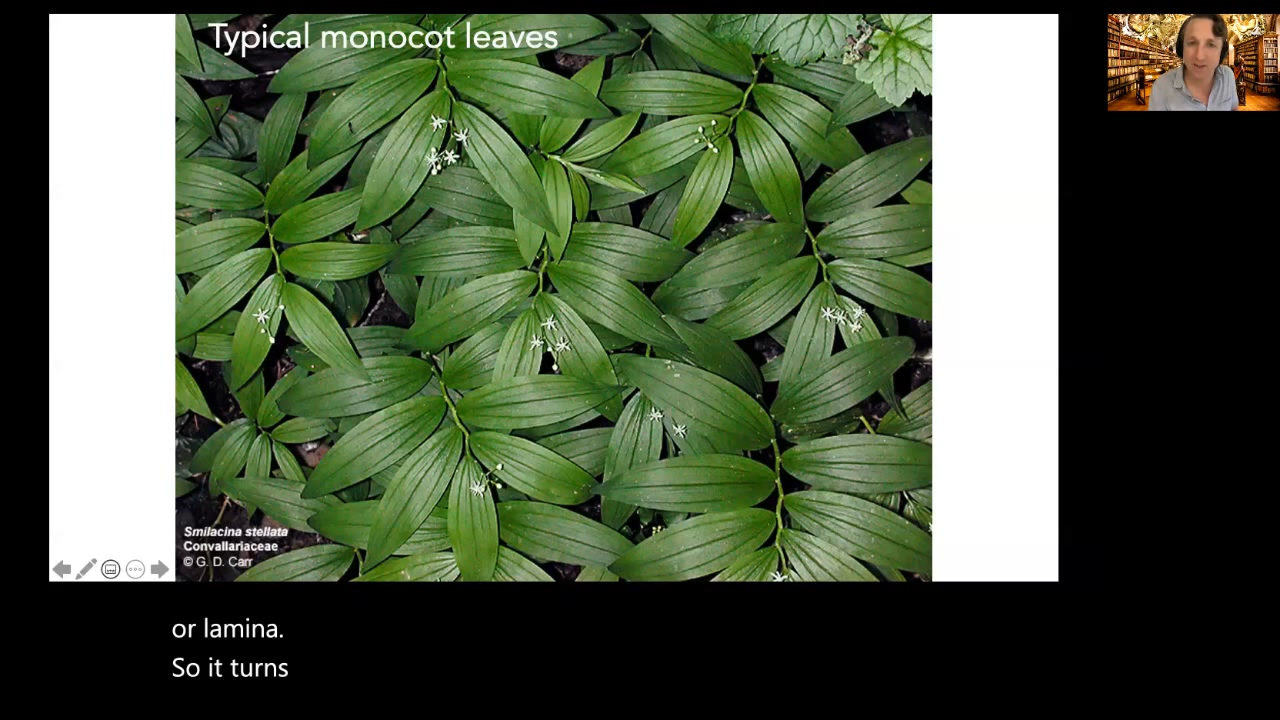 Typical monocot leaves
Smilacina stellata
Convallariaceae
© G. D. Carr
or lamina.
So it turns